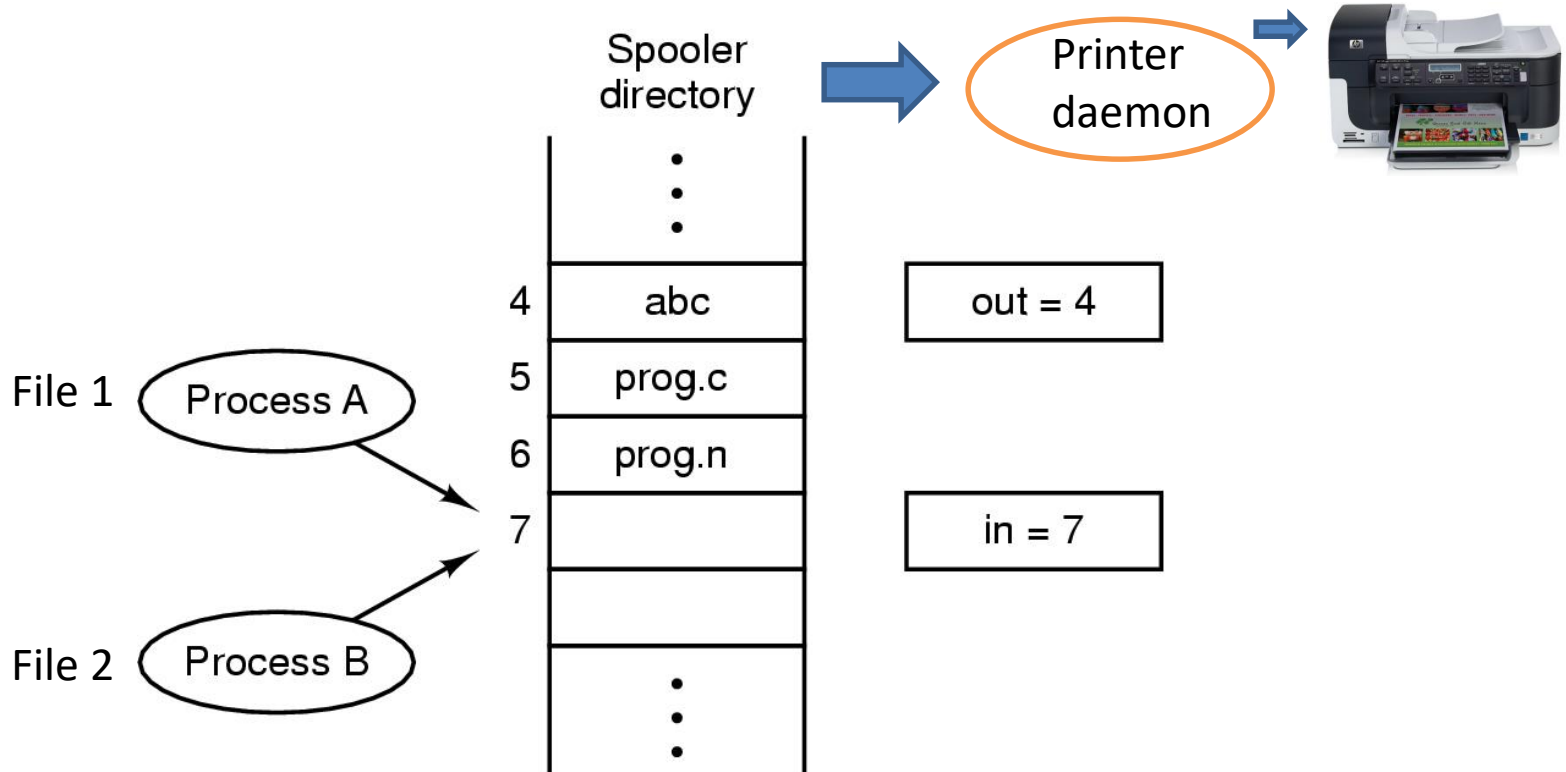 Spooler
directory
Printer
daemon
4
abc
out = 4
5
prog.c
File 1
Process A
6
prog.n
7
in = 7
File 2
Process B